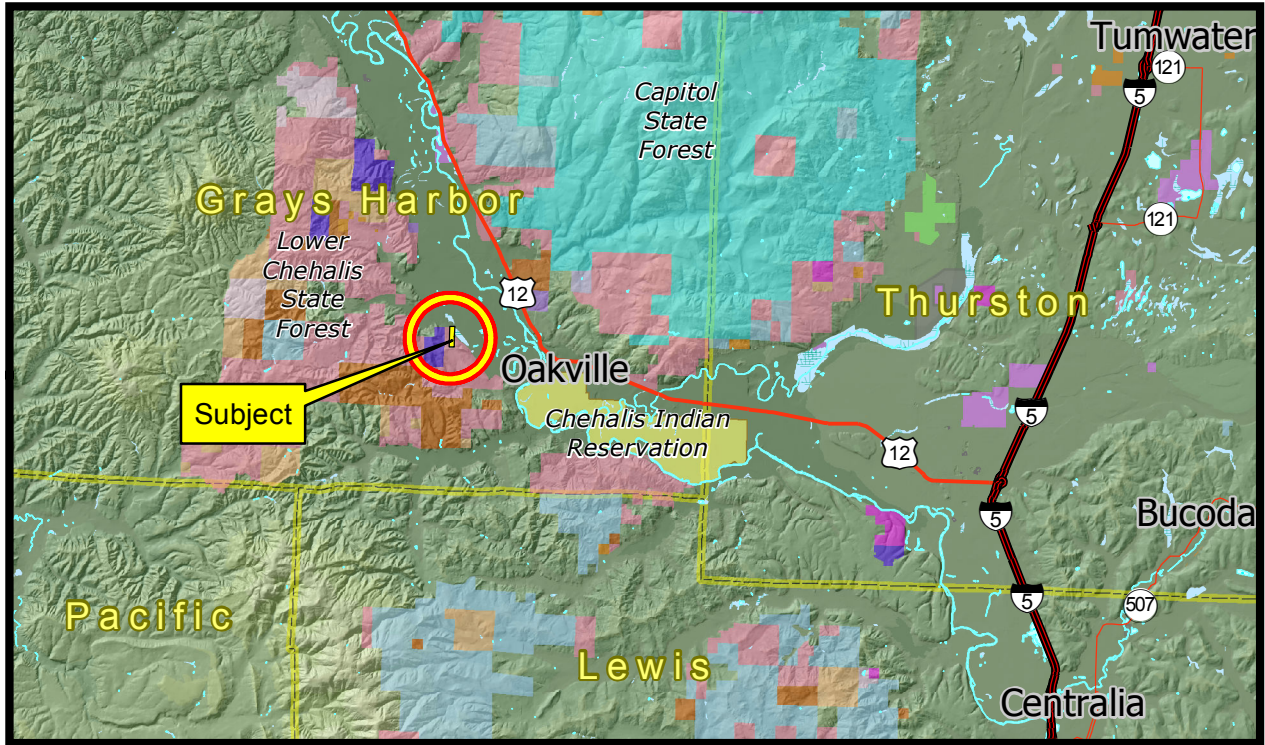 Tumwater
121
5
Capitol
State
Forest
Grays Harbor
121
Lower
Chehalis
State
Forest
12
Thurston
Subject
Oakville
5
Chehalis Indian
Reservation
12
5
Bucoda
5
507
Pacific
Lewis
Centralia